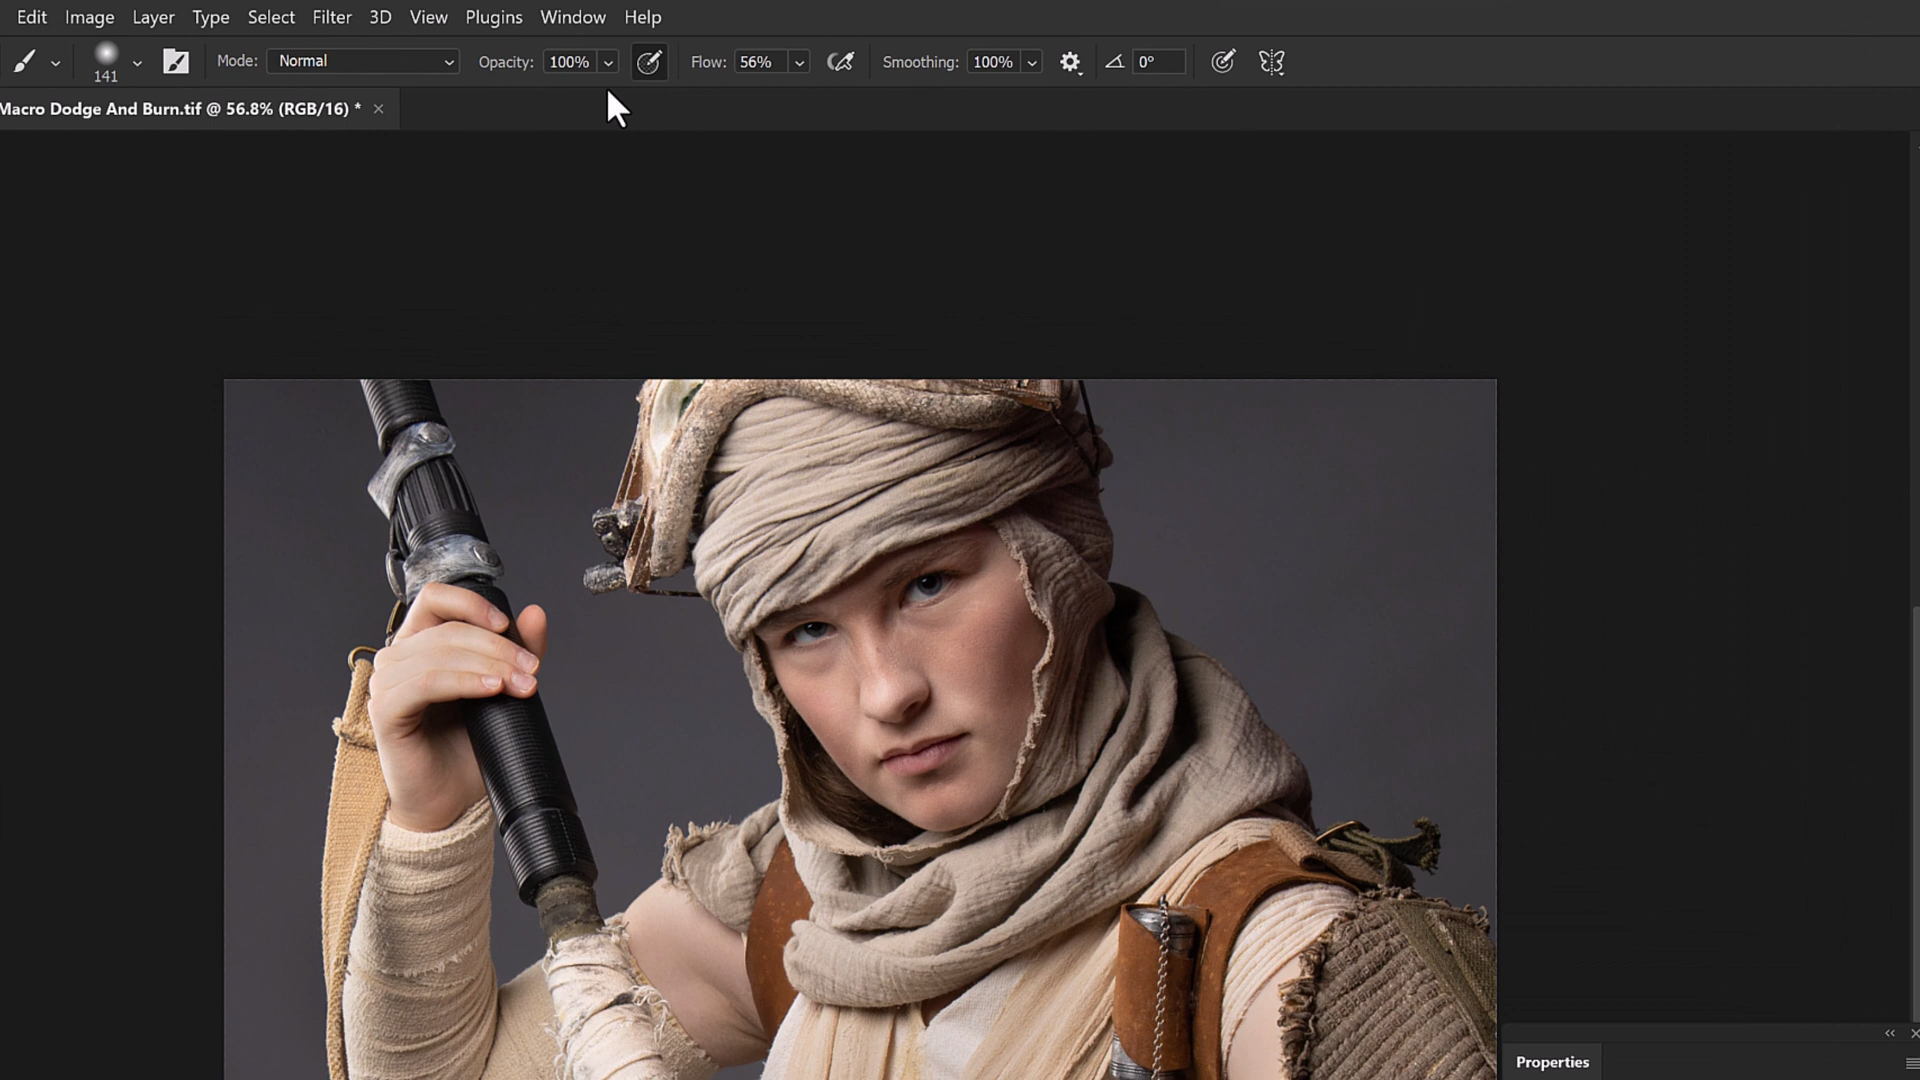 Edit Image Layer Type Select Filter 3D View Plugins Window Help
141 Mode: Normal Opacity: 100% Flow: 56% Smoothing: 100% 0°
Macro Dodge And Burn.tif @ 56.8% (RGB/16) *
Properties